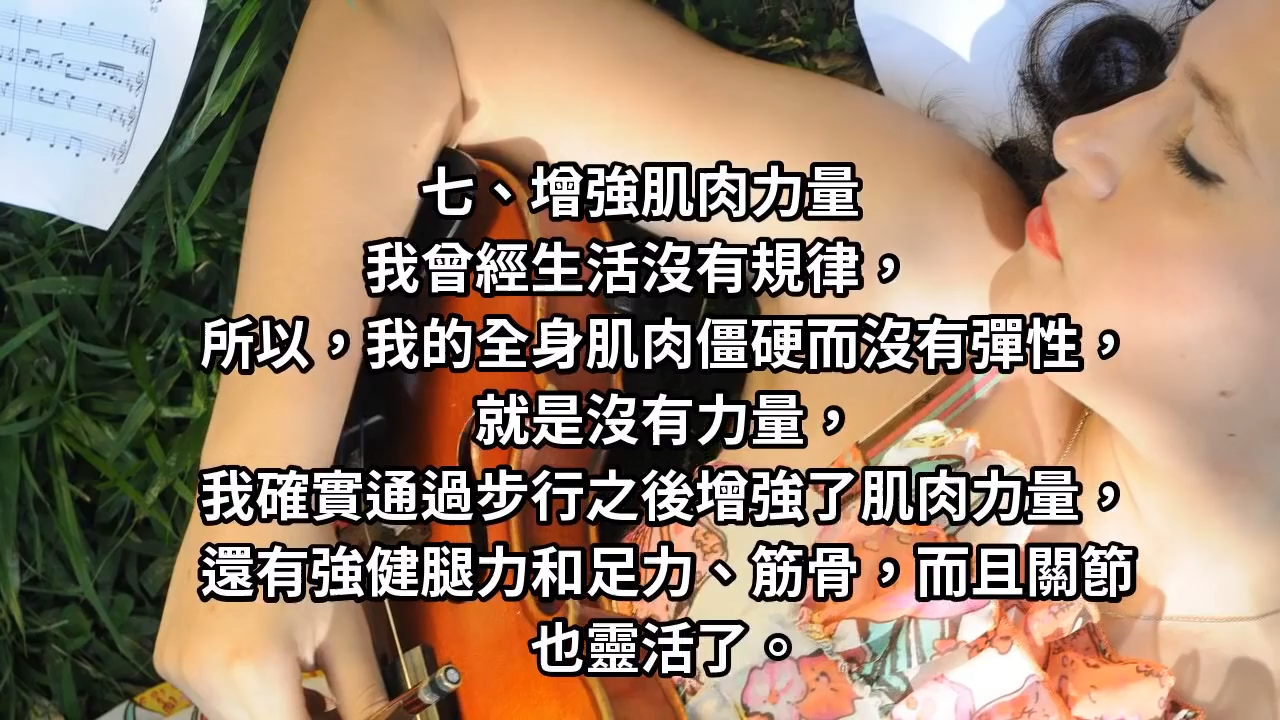 七、增強肌肉力量
我曾經生活沒有規律，
所以，我的全身肌肉僵硬而沒有彈性，
就是沒有力量，
我確實通過步行之後增強了肌肉力量，
還有強健腿力和足力、筋骨，而且關節
也靈活了。